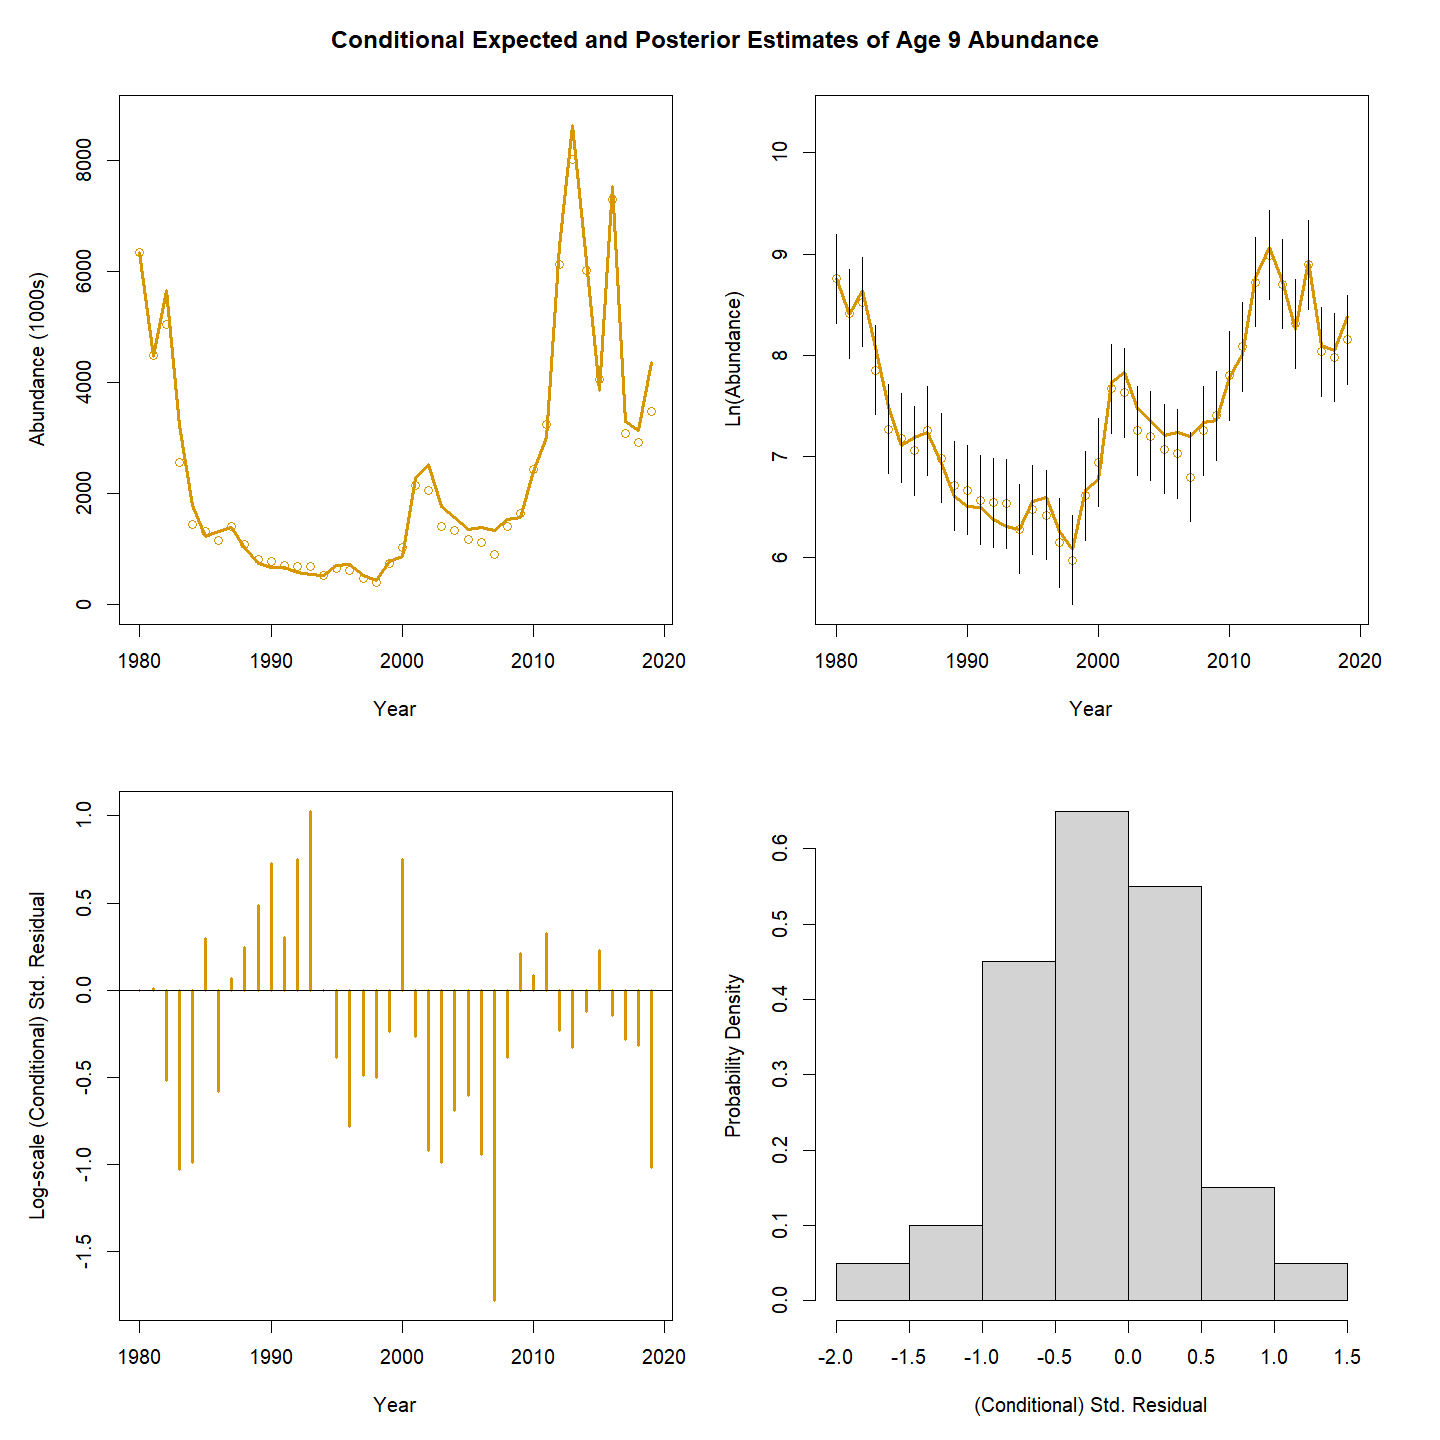 Conditional Expected and Posterior Estimates of Age 9 Abundance
Abundance (1000s)
8000
6000
4000
2000
0
1980 1990 2000 2010 2020
Year
Ln(Abundance)
10
9
8
7
6
1980 1990 2000 2010 2020
Year
Log-scale (Conditional) Std. Residual
1.0
0.5
0.0
-0.5
-1.0
-1.5
1980 1990 2000 2010 2020
Year
Probability Density
0.6
0.5
0.4
0.3
0.2
0.1
0.0
-2.0 -1.5 -1.0 -0.5 0.0 0.5 1.0 1.5
(Conditional) Std. Residual